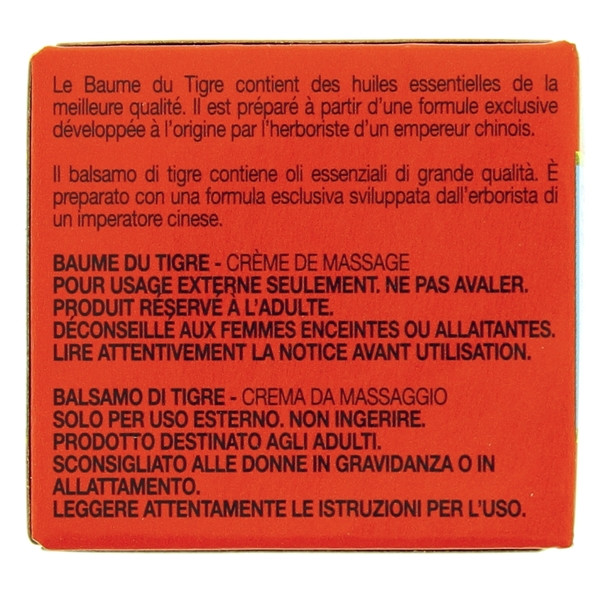 Le Baume du Tigre contient des huiles essentielles de la
meilleure qualité. Il est préparé à partir d'une formule exclusive
développée à l'origine par l'herboriste d'un empereur chinois.
Il balsamo di tigre contiene oli essenziali di grande qualità. È
preparato con una formula esclusiva sviluppata dall'erborista di
un imperatore cinese.
BAUME DU TIGRE - CRÈME DE MASSAGE
POUR USAGE EXTERNE SEULEMENT. NE PAS AVALER.
PRODUIT RÉSERVÉ À L'ADULTE.
DÉCONSEILLÉ AUX FEMMES ENCEINTES OU ALLAITANTES.
LIRE ATTENTIVEMENT LA NOTICE AVANT UTILISATION.
BALSAMO DI TIGRE - CREMA DA MASSAGGIO
SOLO PER USO ESTERNO. NON INGERIRE.
PRODOTTO DESTINATO AGLI ADULTI.
SCONSIGLIATO ALLE DONNE IN GRAVIDANZA O IN
ALLATTAMENTO.
LEGGERE ATTENTAMENTE LE ISTRUZIONI PER L'USO.